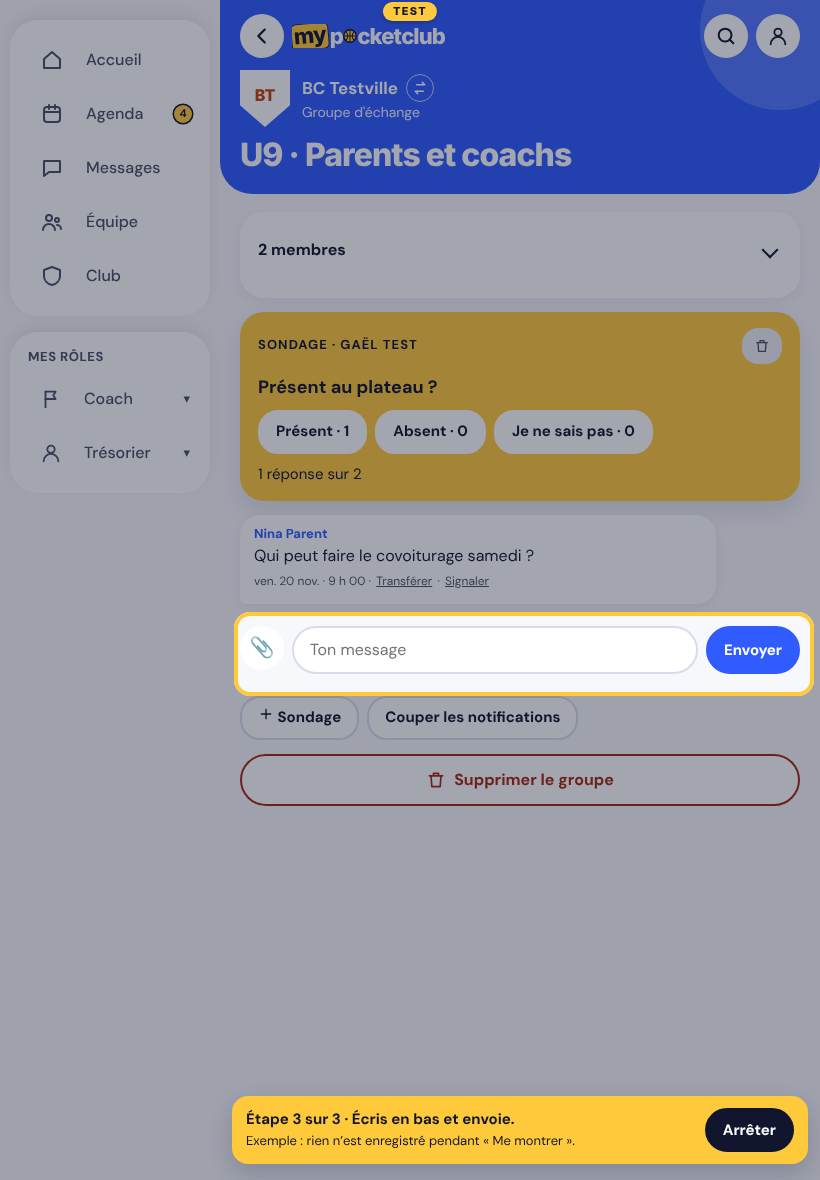 Accueil
Agenda
4
Messages
Équipe
Club
MES RÔLES
Coach ▾
Trésorier ▾
TEST
mypocketclub
BT
BC Testville
Groupe d'échange
U9 · Parents et coachs
2 membres
SONDAGE · GAËL TEST
Présent au plateau ?
Présent · 1
Absent · 0
Je ne sais pas · 0
1 réponse sur 2
Nina Parent
Qui peut faire le covoiturage samedi ?
ven. 20 nov. · 9 h 00 · Transférer · Signaler
Ton message
Envoyer
+ Sondage
Couper les notifications
Supprimer le groupe
Étape 3 sur 3 · Écris en bas et envoie.
Exemple : rien n’est enregistré pendant « Me montrer ».
Arrêter